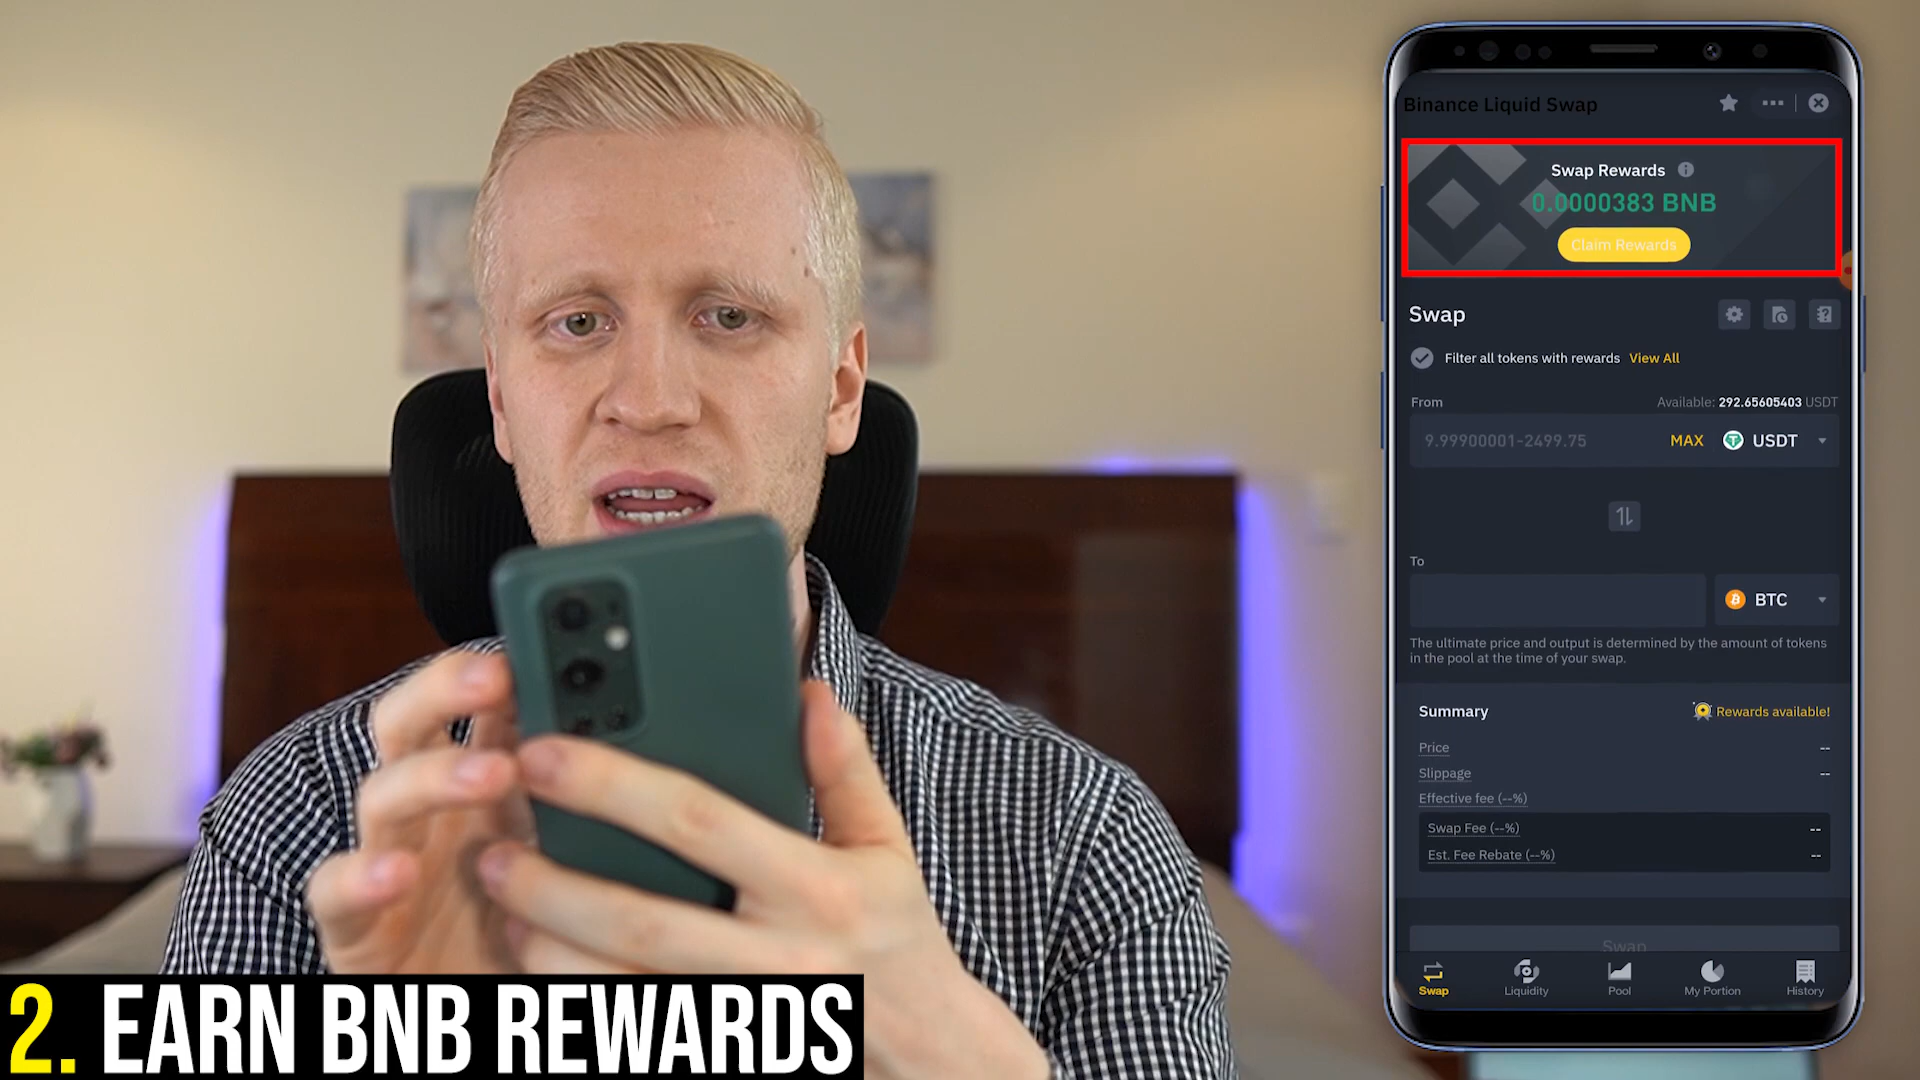 Binance Liquid Swap
Swap Rewards
0.0000383 BNB
Claim Rewards
Swap
Filter all tokens with rewards View All
From Available: 292.65605403 USDT
9.99900001-2499.75 MAX USDT
To
BTC
The ultimate price and output is determined by the amount of tokens
in the pool at the time of your swap.
Summary Rewards available!
Price --
Slippage --
Effective fee (--%)
Swap Fee (--%) --
Est. Fee Rebate (--%) --
Swap
Swap Liquidity Pool My Portion History
2. EARN BNB REWARDS